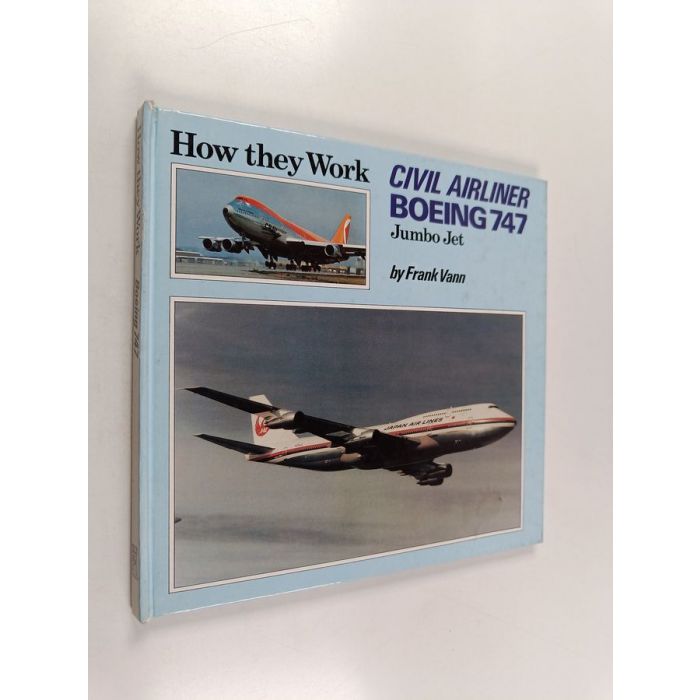 How they Work
CIVIL AIRLINER
BOEING 747
Jumbo Jet
by Frank Vann
JAPAN AIR LINES
How they Work Boeing 747